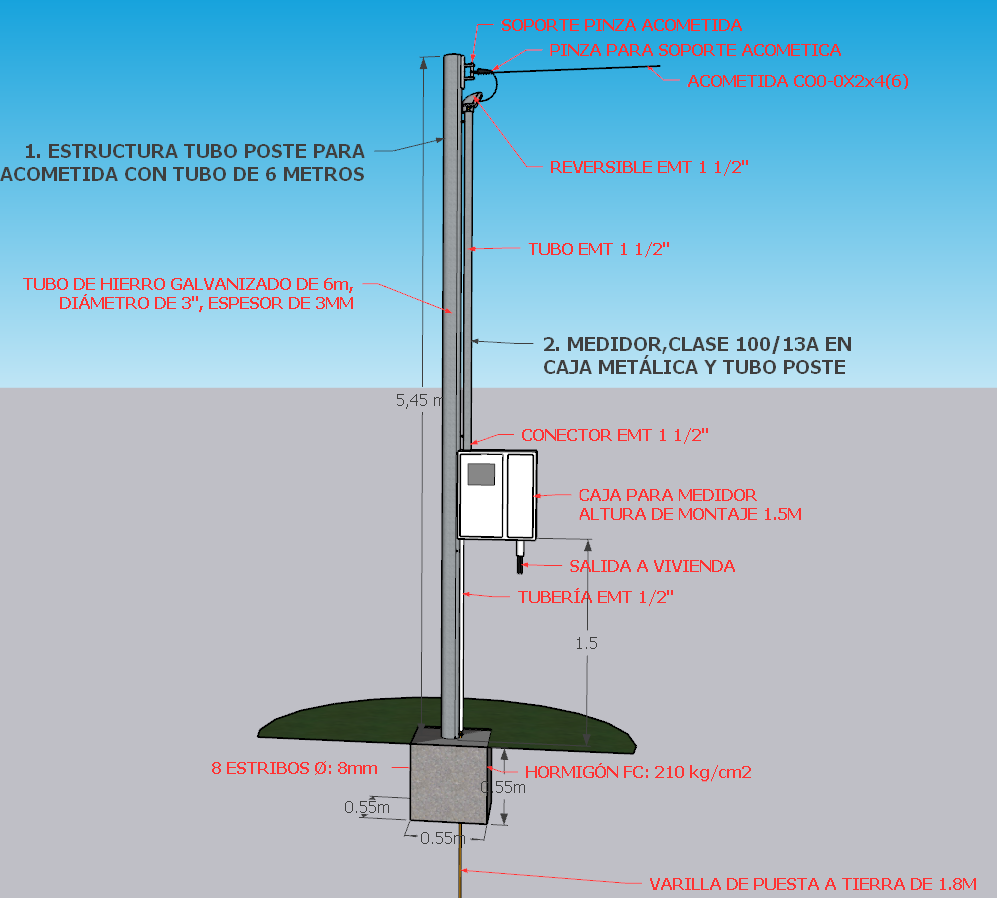 SOPORTE PINZA ACOMETIDA
PINZA PARA SOPORTE ACOMETICA
ACOMETIDA CO0-0X2x4(6)
1. ESTRUCTURA TUBO POSTE PARA
ACOMETIDA CON TUBO DE 6 METROS
REVERSIBLE EMT 1 1/2"
TUBO EMT 1 1/2"
TUBO DE HIERRO GALVANIZADO DE 6m,
DIÁMETRO DE 3", ESPESOR DE 3MM
2. MEDIDOR,CLASE 100/13A EN
CAJA METÁLICA Y TUBO POSTE
5,45 m
CONECTOR EMT 1 1/2"
CAJA PARA MEDIDOR
ALTURA DE MONTAJE 1.5M
SALIDA A VIVIENDA
TUBERÍA EMT 1/2"
1.5
8 ESTRIBOS Ø: 8mm
HORMIGÓN FC: 210 kg/cm2
0.55m
0.55m
0.55m
VARILLA DE PUESTA A TIERRA DE 1.8M